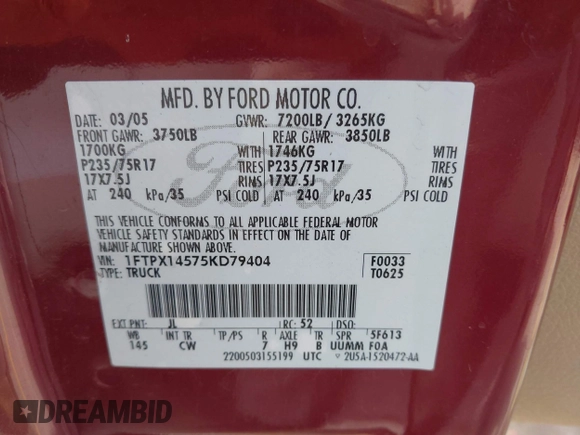 MFD. BY FORD MOTOR CO.
DATE: 03/05 GVWR: 7200LB/ 3265KG
FRONT GAWR: 3750LB REAR GAWR: 3850LB
1700KG WITH 1746KG WITH
P235/75R17 TIRES P235/75R17 TIRES
17X7.5J RIMS 17X7.5J RIMS
AT 240 kPa/35 PSI COLD AT 240 kPa/35 PSI COLD
Ford
THIS VEHICLE CONFORMS TO ALL APPLICABLE FEDERAL MOTOR
VEHICLE SAFETY STANDARDS IN EFFECT ON THE DATE OF
MANUFACTURE SHOWN ABOVE.
VIN: 1FTPX14575KD79404 F0033
TYPE: TRUCK T0625
EXT PNT: JL RC: 52 DSO:
WB INT TR TP/PS R AXLE TR SPR 5F613
145 CW 7 H9 B UUMM FOA
2200503155199 UTC ▽ 2U5A-1520472-AA
DREAMBID